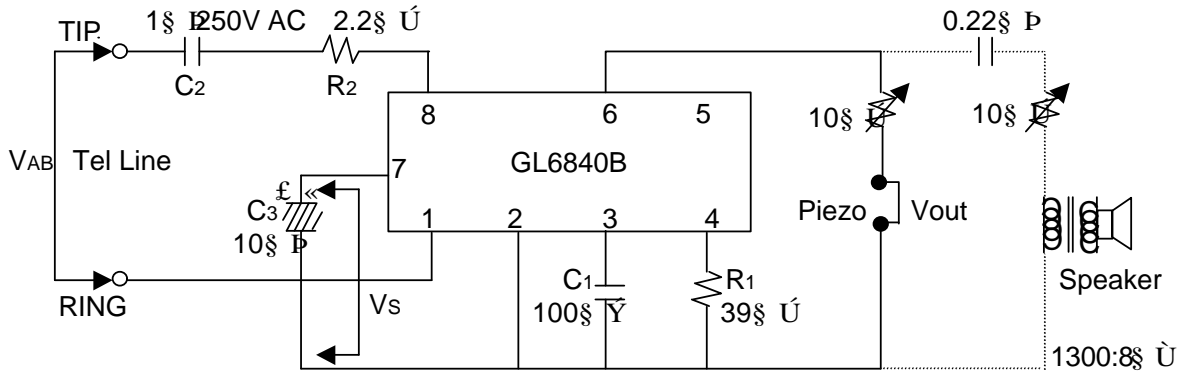 1§ Þ250V AC
2.2§ Ú
0.22§ Þ
TIP
C2
R2
8
6
5
10§ Ú
10§ Ú
VAB
Tel Line
7
GL6840B
£ «
C3
10§ Þ
1
2
3
4
Piezo
Vout
RING
VS
C1
100§ Ý
R1
39§ Ú
Speaker
1300:8§ Ù